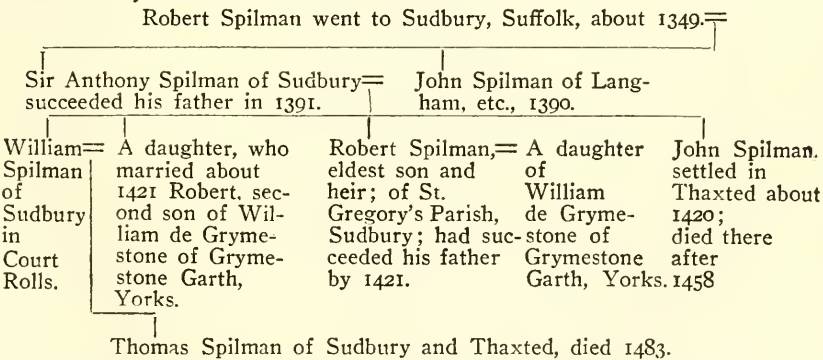 Robert Spilman went to Sudbury, Suffolk, about 1349.=
Sir Anthony Spilman of Sudbury=
succeeded his father in 1391.
John Spilman of Lang-
ham, etc., 1390.
William=
Spilman
of
Sudbury
in
Court
Rolls.
A daughter, who
married about
1421 Robert, sec-
ond son of Wil-
liam de Gryme-
stone of Gryme-
stone Garth,
Yorks.
Robert Spilman,=
eldest son and
heir; of St.
Gregory's Parish,
Sudbury; had suc-
ceeded his father
by 1421.
A daughter
of
William
de Gryme-
stone of
Grymestone
Garth, Yorks.
John Spilman.
settled in
Thaxted about
1420;
died there
after
1458
Thomas Spilman of Sudbury and Thaxted, died 1483.